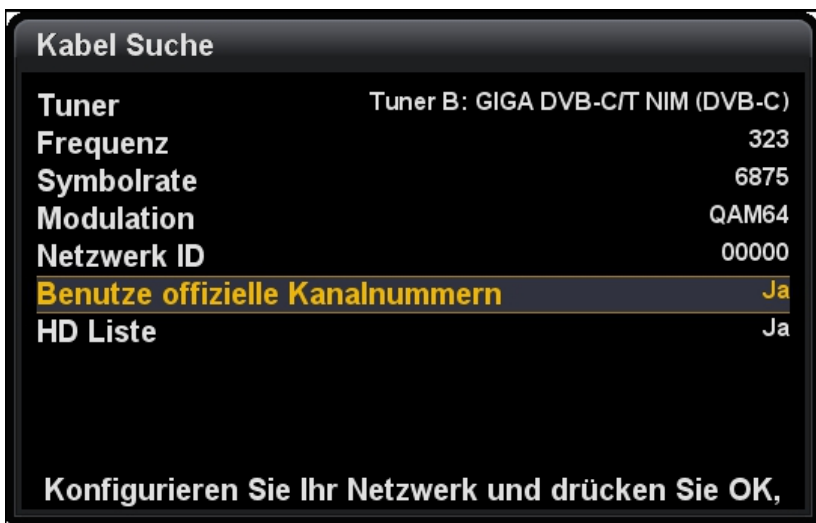 Kabel Suche
Tuner Tuner B: GIGA DVB-C/T NIM (DVB-C)
Frequenz 323
Symbolrate 6875
Modulation QAM64
Netzwerk ID 00000
Benutze offizielle Kanalnummern Ja
HD Liste Ja
Konfigurieren Sie Ihr Netzwerk und drücken Sie OK,